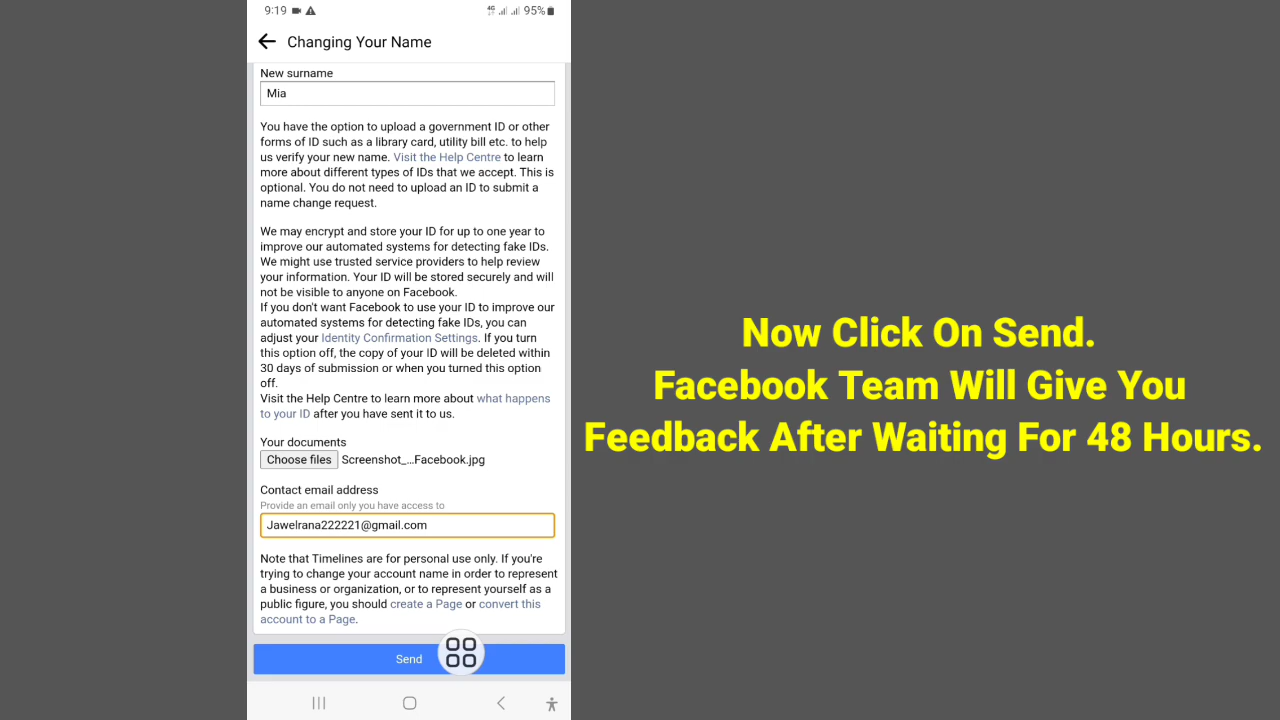 9:19 4G 95%
Changing Your Name
New surname
Mia
You have the option to upload a government ID or other
forms of ID such as a library card, utility bill etc. to help
us verify your new name. Visit the Help Centre to learn
more about different types of IDs that we accept. This is
optional. You do not need to upload an ID to submit a
name change request.
We may encrypt and store your ID for up to one year to
improve our automated systems for detecting fake IDs.
We might use trusted service providers to help review
your information. Your ID will be stored securely and will
not be visible to anyone on Facebook.
If you don't want Facebook to use your ID to improve our
automated systems for detecting fake IDs, you can
adjust your Identity Confirmation Settings. If you turn
this option off, the copy of your ID will be deleted within
30 days of submission or when you turned this option
off.
Visit the Help Centre to learn more about what happens
to your ID after you have sent it to us.
Your documents
Choose files Screenshot_...Facebook.jpg
Contact email address
Provide an email only you have access to
Jawelrana222221@gmail.com
Note that Timelines are for personal use only. If you're
trying to change your account name in order to represent
a business or organization, or to represent yourself as a
public figure, you should create a Page or convert this
account to a Page.
Send
Now Click On Send.
Facebook Team Will Give You
Feedback After Waiting For 48 Hours.